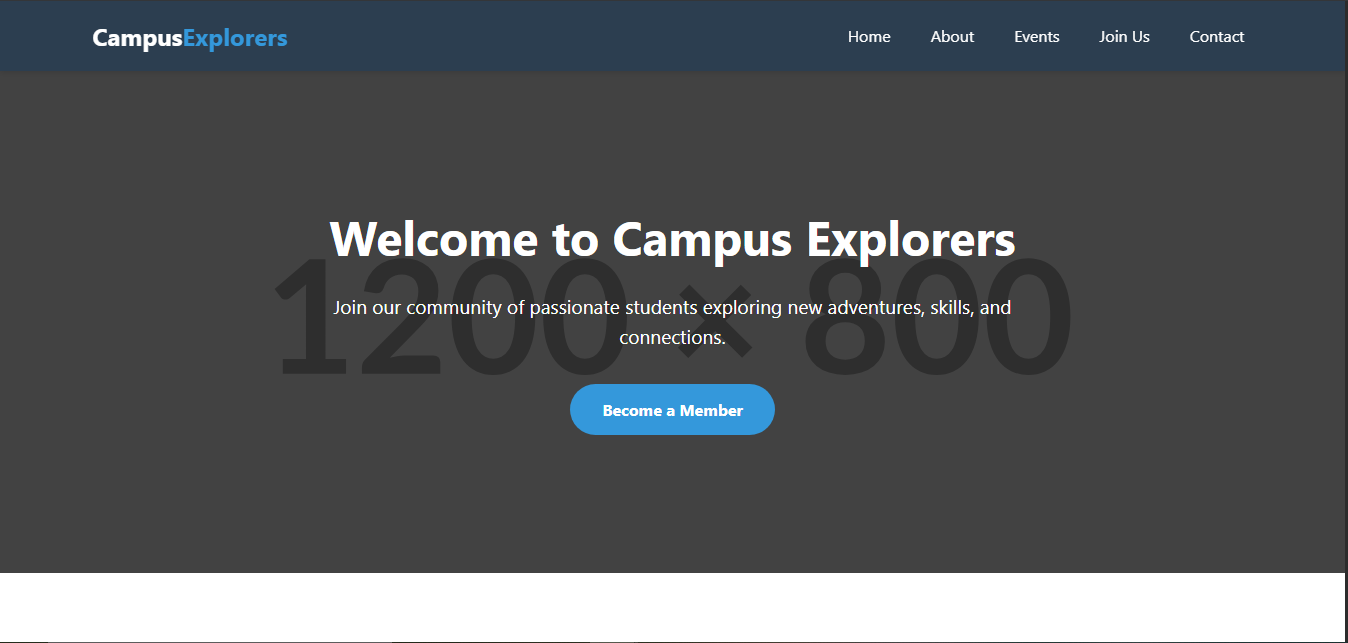 CampusExplorers
Home About Events Join Us Contact
Welcome to Campus Explorers
1200 × 800
Join our community of passionate students exploring new adventures, skills, and
connections.
Become a Member